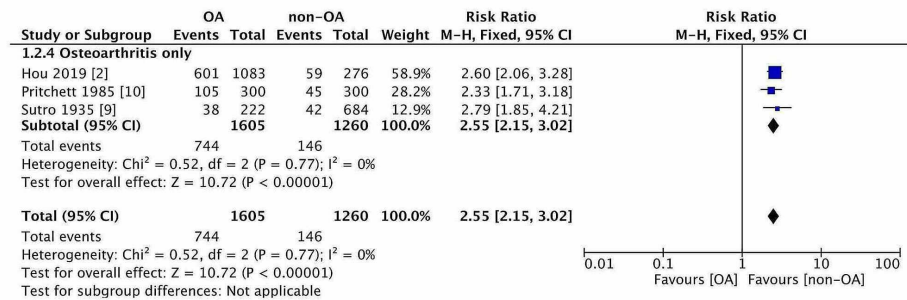 OA non-OA Risk Ratio Risk Ratio
Study or Subgroup Events Total Events Total Weight M-H, Fixed, 95% CI M-H, Fixed, 95% CI
1.2.4 Osteoarthritis only
Hou 2019 [2] 601 1083 59 276 58.9% 2.60 [2.06, 3.28]
Pritchett 1985 [10] 105 300 45 300 28.2% 2.33 [1.71, 3.18]
Sutro 1935 [9] 38 222 42 684 12.9% 2.79 [1.85, 4.21]
Subtotal (95% CI) 1605 1260 100.0% 2.55 [2.15, 3.02]
Total events 744 146
Heterogeneity: Chi² = 0.52, df = 2 (P = 0.77); I² = 0%
Test for overall effect: Z = 10.72 (P < 0.00001)
Total (95% CI) 1605 1260 100.0% 2.55 [2.15, 3.02]
Total events 744 146
Heterogeneity: Chi² = 0.52, df = 2 (P = 0.77); I² = 0%
Test for overall effect: Z = 10.72 (P < 0.00001)
Test for subgroup differences: Not applicable
0.01 0.1 1 10 100
Favours [OA] Favours [non-OA]